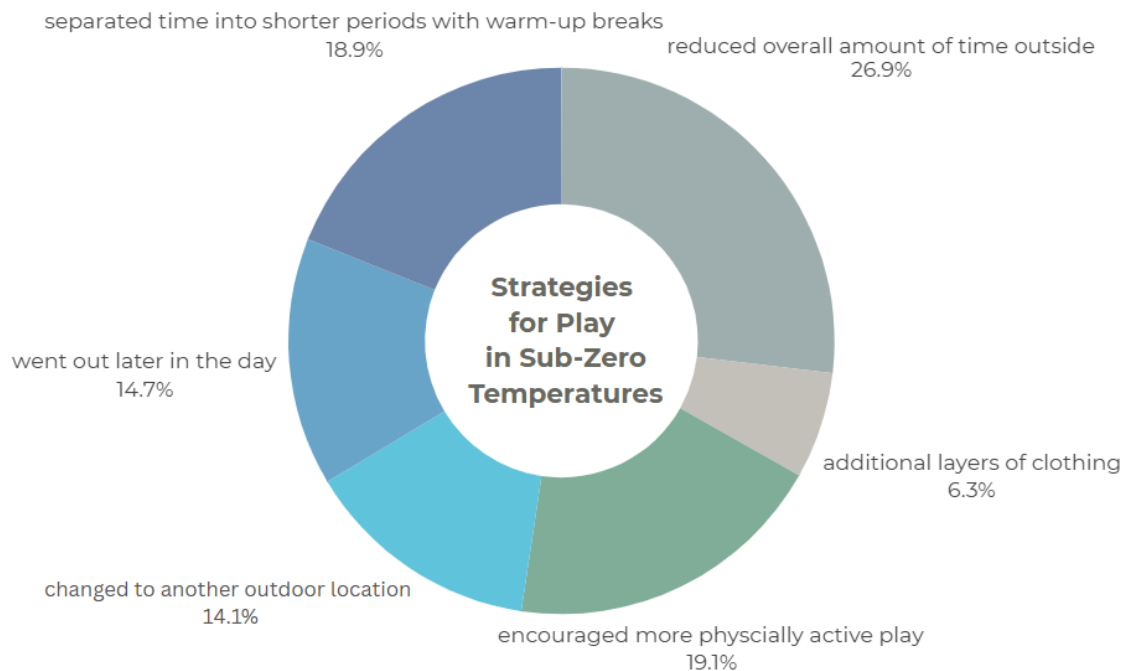 separated time into shorter periods with warm-up breaks
18.9%
reduced overall amount of time outside
26.9%
Strategies
for Play
in Sub-Zero
Temperatures
went out later in the day
14.7%
additional layers of clothing
6.3%
changed to another outdoor location
14.1%
encouraged more physcially active play
19.1%